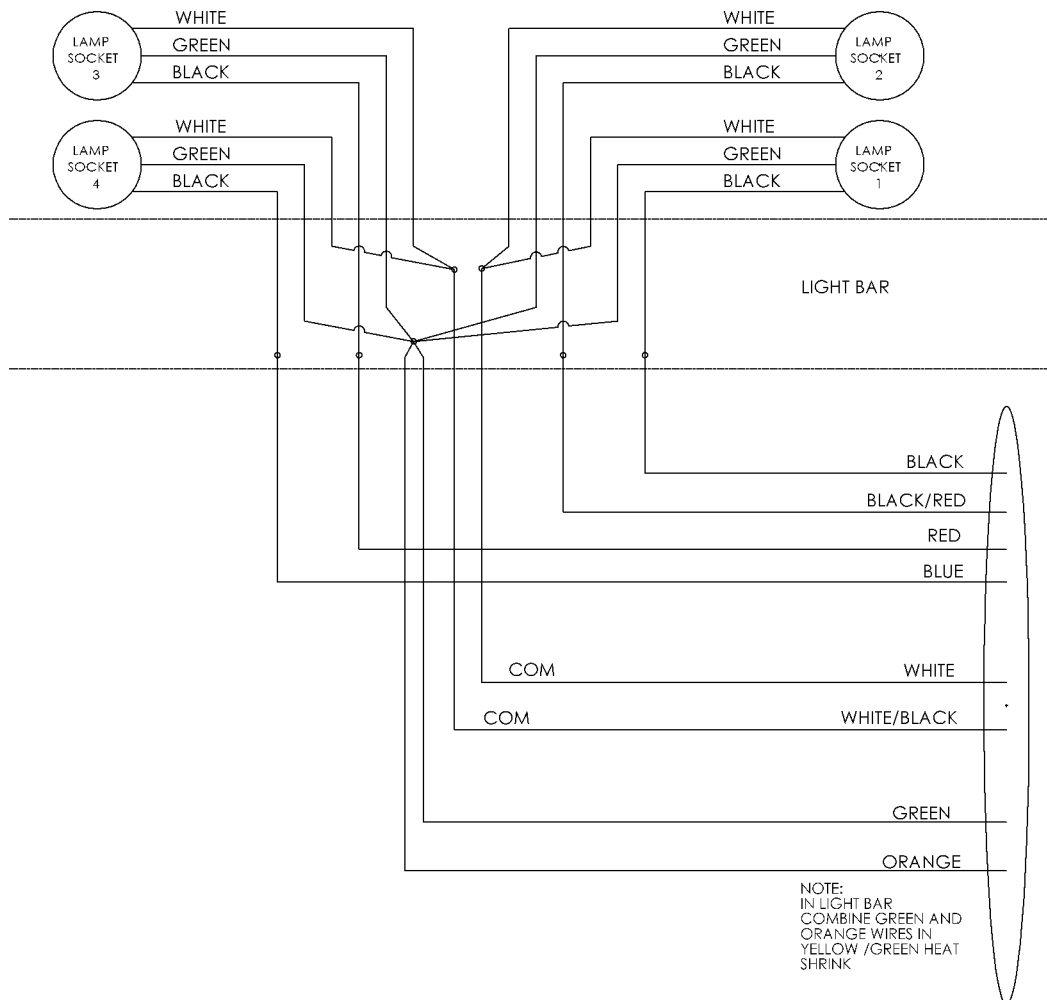 LAMP
SOCKET
3
WHITE
GREEN
BLACK
WHITE
GREEN
BLACK
LAMP
SOCKET
2
LAMP
SOCKET
4
WHITE
GREEN
BLACK
WHITE
GREEN
BLACK
LAMP
SOCKET
1
LIGHT BAR
BLACK
BLACK/RED
RED
BLUE
COM
WHITE
COM
WHITE/BLACK
GREEN
ORANGE
NOTE:
IN LIGHT BAR
COMBINE GREEN AND
ORANGE WIRES IN
YELLOW /GREEN HEAT
SHRINK